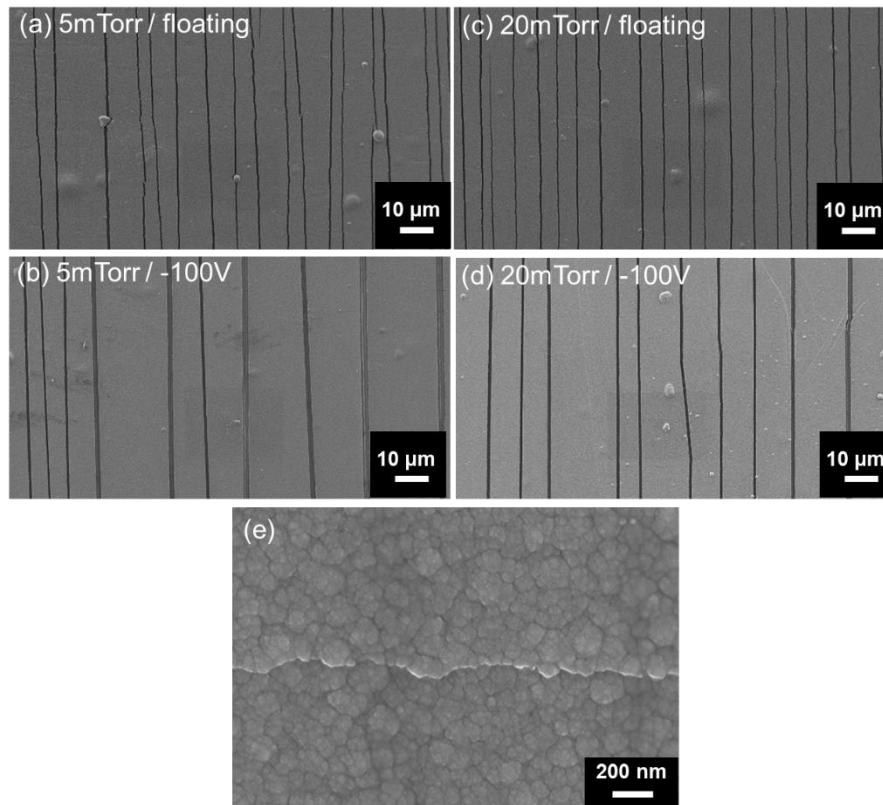 (a) 5mTorr / floating
10 µm
(c) 20mTorr / floating
10 µm
(b) 5mTorr / -100V
10 µm
(d) 20mTorr / -100V
10 µm
(e)
200 nm